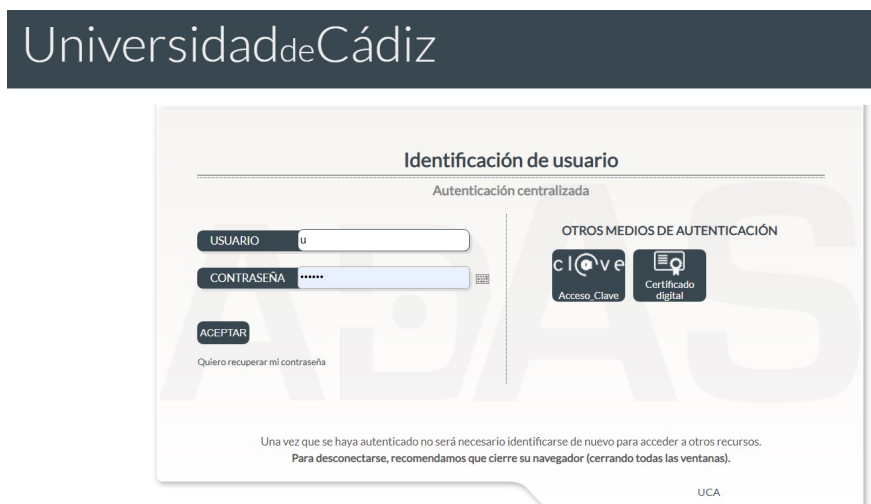 UniversidaddeCádiz
Identificación de usuario
Autenticación centralizada
USUARIO u
CONTRASEÑA ••••••
ACEPTAR
Quiero recuperar mi contraseña
OTROS MEDIOS DE AUTENTICACIÓN
cl@ve
Acceso_Clave
Certificado
digital
ADAS
Una vez que se haya autenticado no será necesario identificarse de nuevo para acceder a otros recursos.
Para desconectarse, recomendamos que cierre su navegador (cerrando todas las ventanas).
UCA